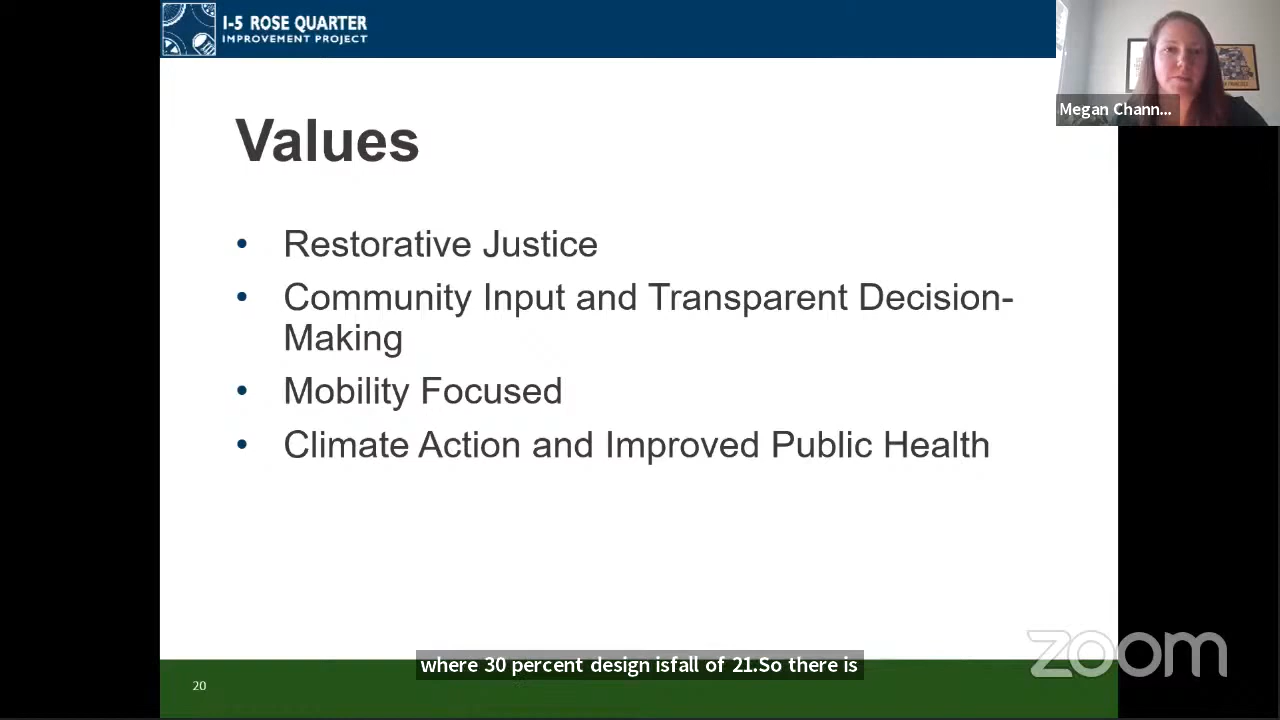 I-5 ROSE QUARTER
IMPROVEMENT PROJECT
Megan Chann...
Values
• Restorative Justice
• Community Input and Transparent Decision-
Making
• Mobility Focused
• Climate Action and Improved Public Health
where 30 percent design isfall of 21.So there is
zoom
20